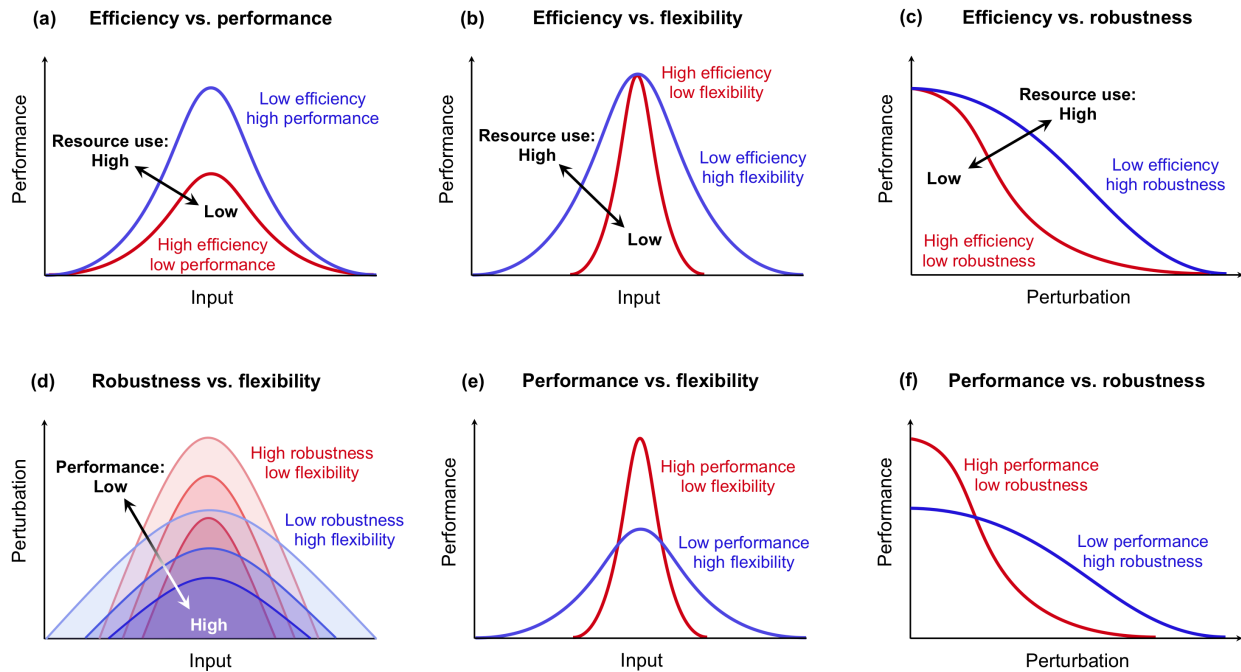 (a) Efficiency vs. performance
Performance
Low efficiency
high performance
Resource use:
High
Low
High efficiency
low performance
Input
(b) Efficiency vs. flexibility
Performance
High efficiency
low flexibility
Resource use:
High
Low efficiency
high flexibility
Low
Input
(c) Efficiency vs. robustness
Performance
Resource use:
High
Low
Low efficiency
high robustness
High efficiency
low robustness
Perturbation
(d) Robustness vs. flexibility
Perturbation
Performance:
Low
High robustness
low flexibility
Low robustness
high flexibility
High
Input
(e) Performance vs. flexibility
Performance
High performance
low flexibility
Low performance
high flexibility
Input
(f) Performance vs. robustness
Performance
High performance
low robustness
Low performance
high robustness
Perturbation